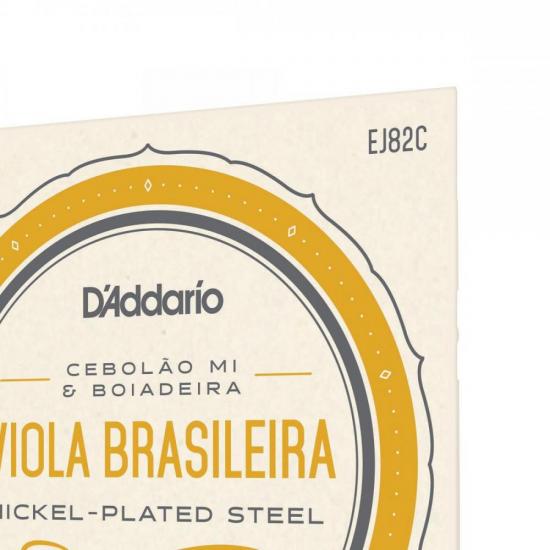 EJ82C
D'Addario
CEBOLÃO MI
& BOIADEIRA
VIOLA BRASILEIRA
NICKEL-PLATED STEEL